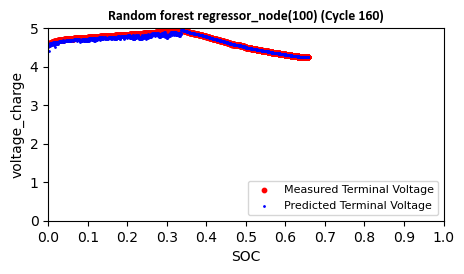 Random forest regressor_node(100) (Cycle 160)
voltage_charge
5
4
3
2
1
0
0.0 0.1 0.2 0.3 0.4 0.5 0.6 0.7 0.8 0.9 1.0
SOC
Measured Terminal Voltage
Predicted Terminal Voltage